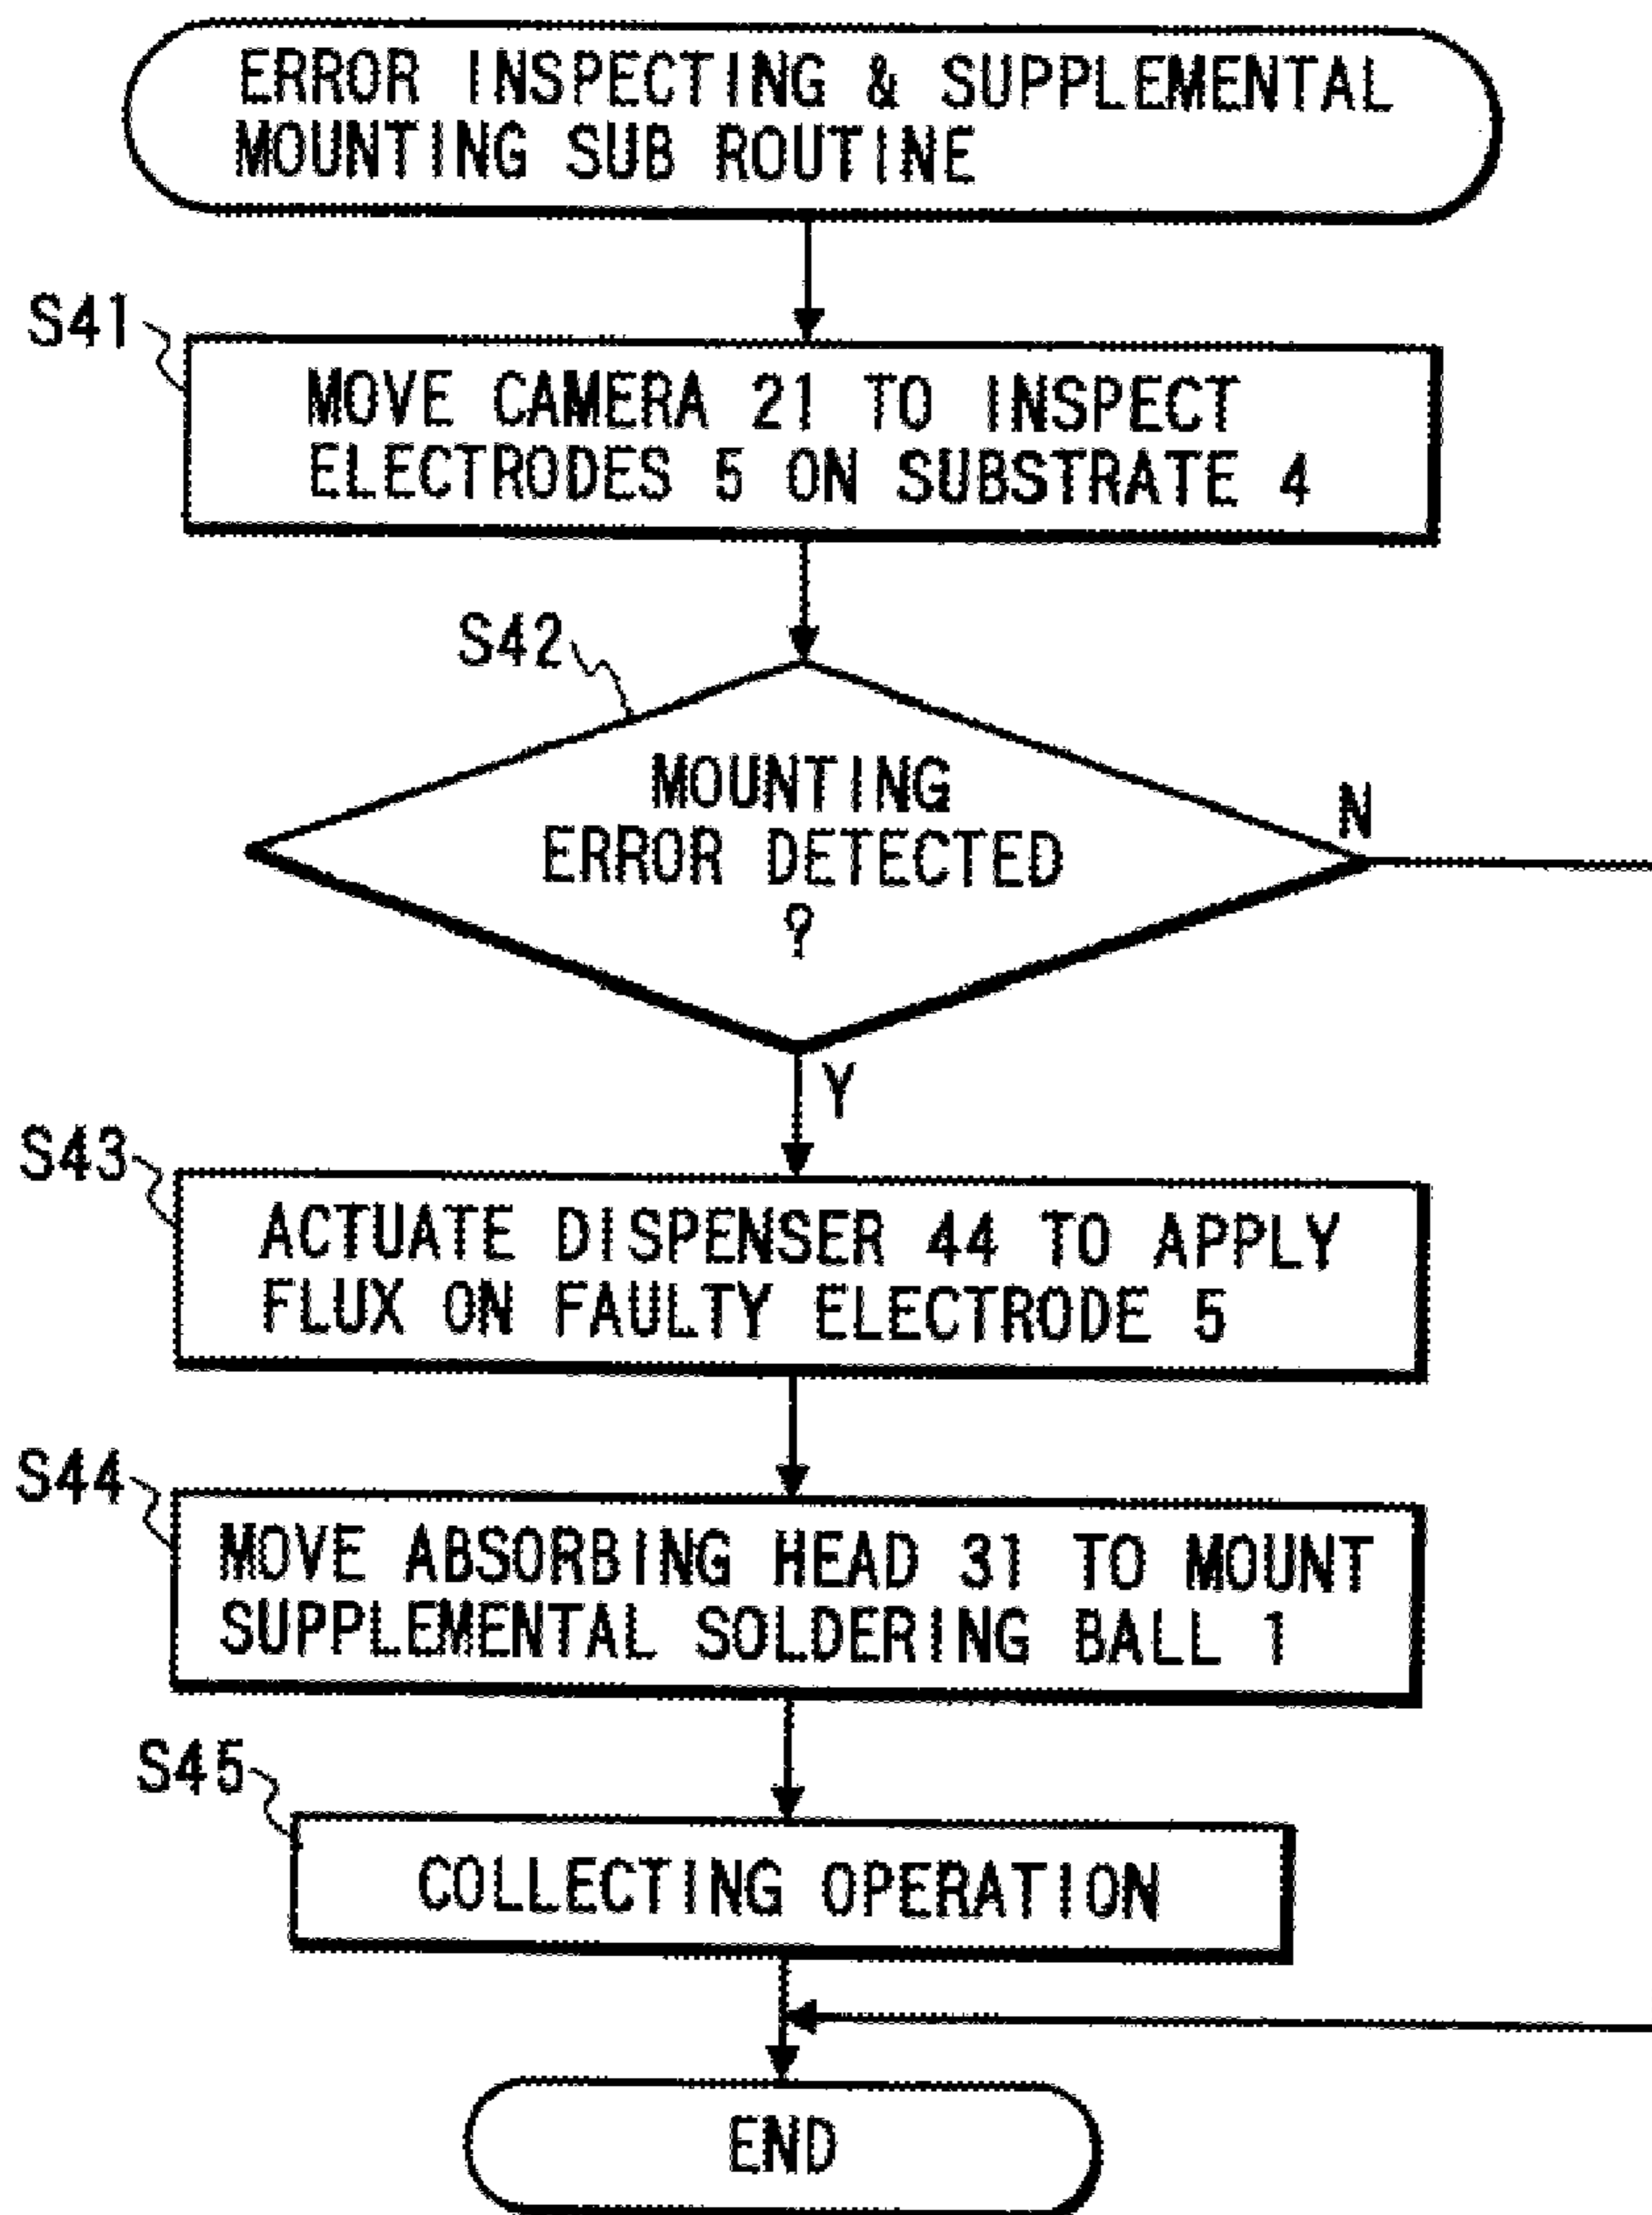 ERROR INSPECTING & SUPPLEMENTAL
MOUNTING SUB ROUTINE
S41
MOVE CAMERA 21 TO INSPECT
ELECTRODES 5 ON SUBSTRATE 4
S42
MOUNTING
ERROR DETECTED
?
N
Y
S43
ACTUATE DISPENSER 44 TO APPLY
FLUX ON FAULTY ELECTRODE 5
S44
MOVE ABSORBING HEAD 31 TO MOUNT
SUPPLEMENTAL SOLDERING BALL 1
S45
COLLECTING OPERATION
END